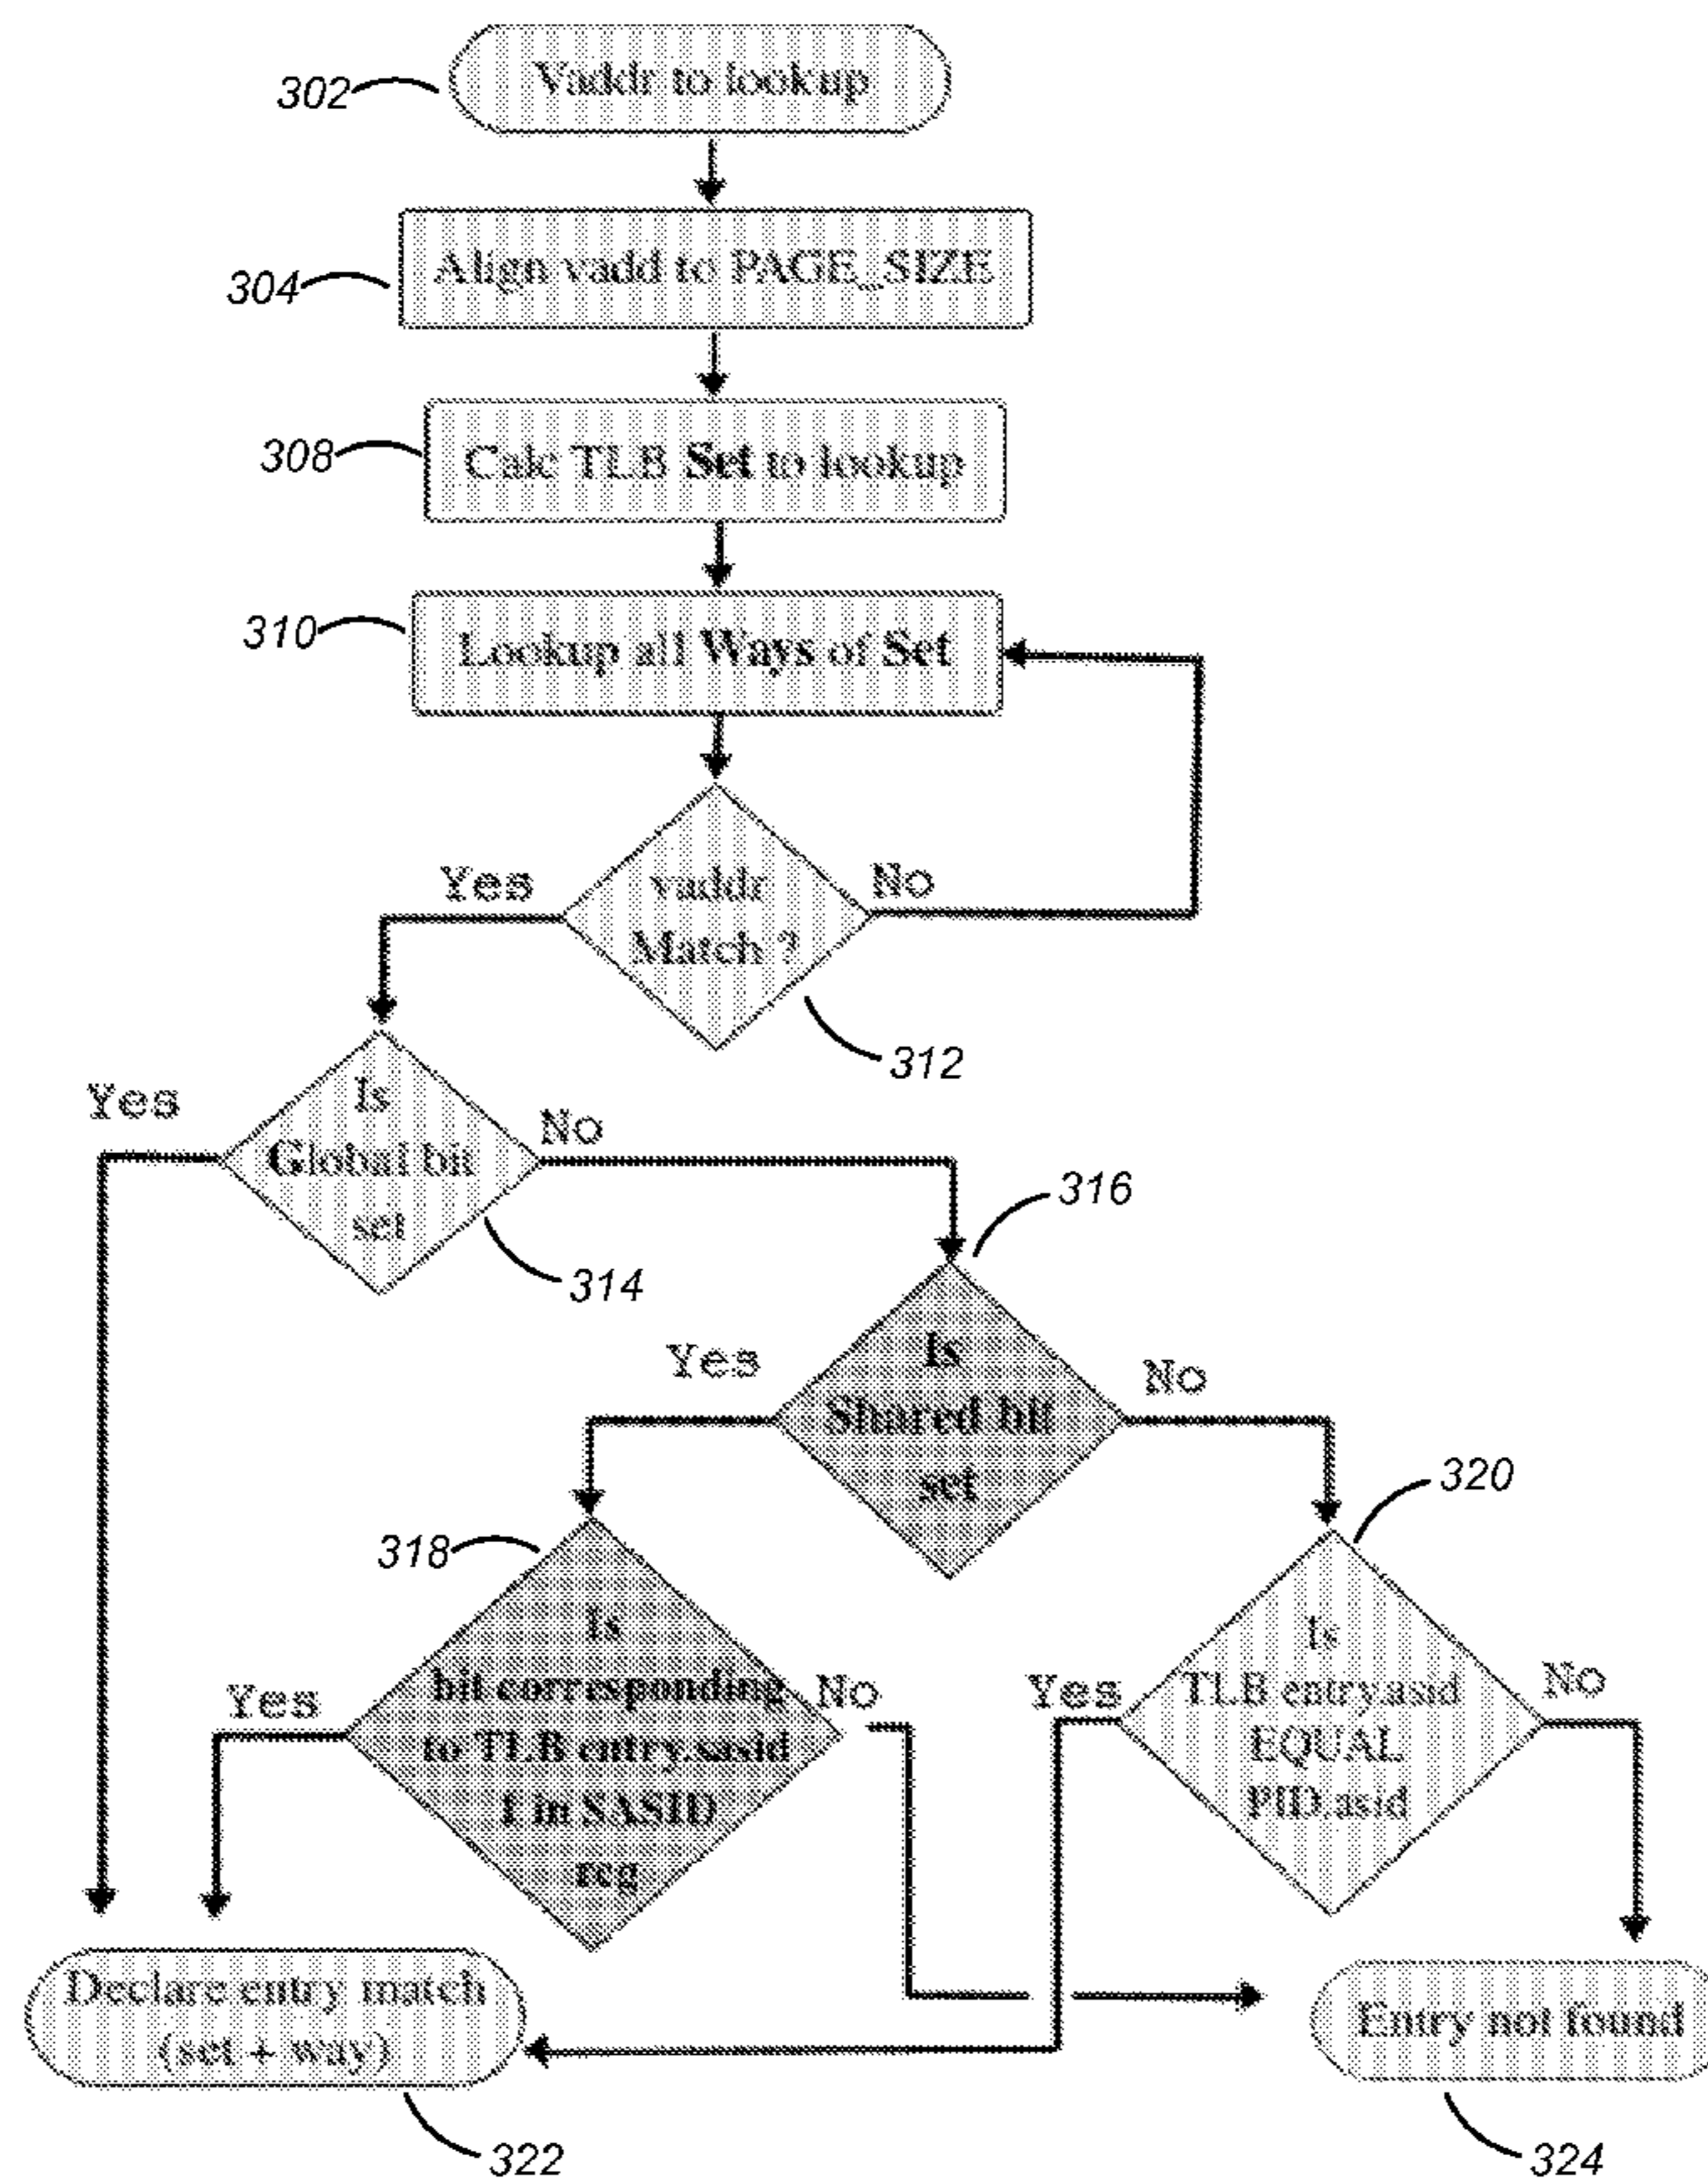 302
Vaddr to lookup
304
Align vadd to PAGE_SIZE
308
Calc TLB Set to lookup
310
Lookup all Ways of Set
Yes
vaddr
Match ?
No
312
Yes
Is
Global bit
set
No
314
316
Yes
Is
Shared bit
set
No
318
Is
bit corresponding
to TLB entry.sasid
1 in SASID
reg
Yes
No
320
Yes
Is
TLB entry.asid
EQUAL
PID.asid
No
Declare entry match
(set + way)
322
Entry not found
324